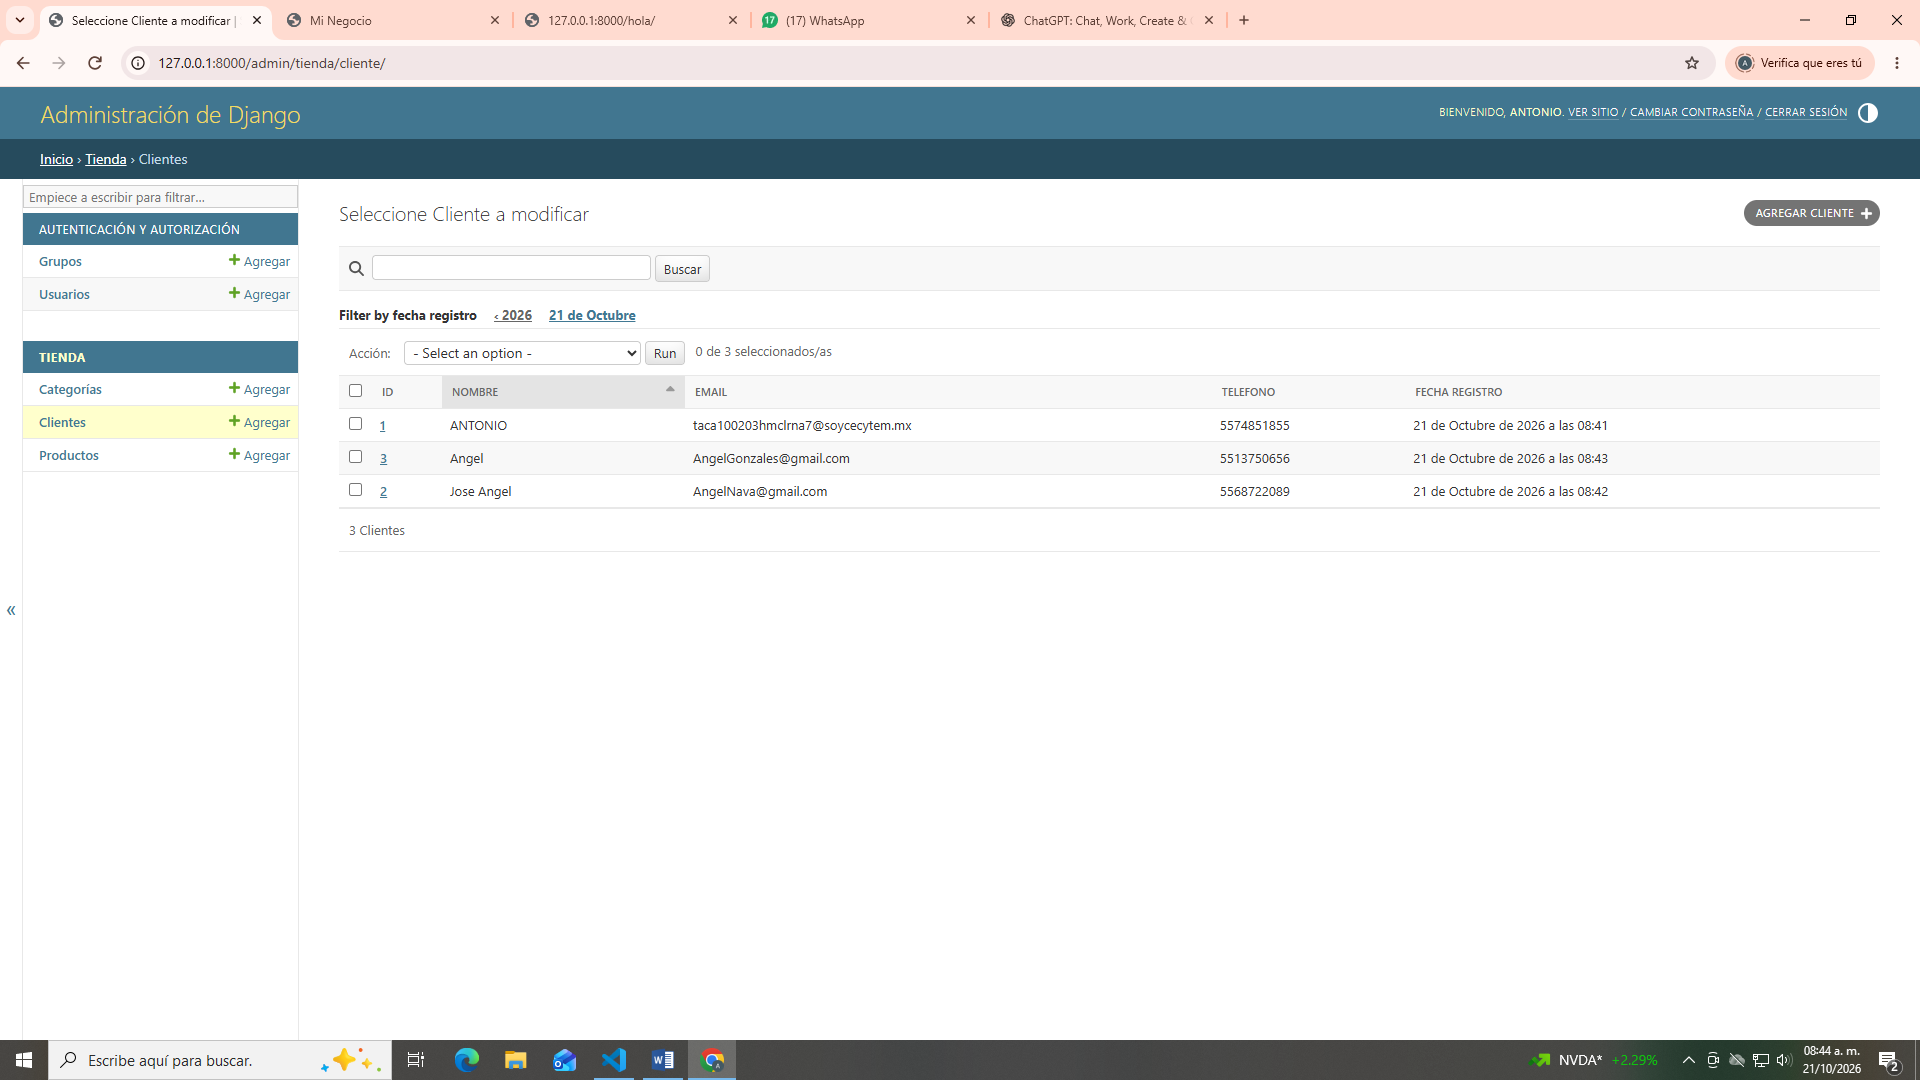 Seleccione Cliente a modificar |
Mi Negocio
127.0.0.1:8000/hola/
17 (17) WhatsApp
ChatGPT: Chat, Work, Create &
127.0.0.1:8000/admin/tienda/cliente/
A Verifica que eres tú
Administración de Django
BIENVENIDO, ANTONIO. VER SITIO / CAMBIAR CONTRASEÑA / CERRAR SESIÓN
Inicio › Tienda › Clientes
Empiece a escribir para filtrar...
AUTENTICACIÓN Y AUTORIZACIÓN
Grupos + Agregar
Usuarios + Agregar
TIENDA
Categorías + Agregar
Clientes + Agregar
Productos + Agregar
«
Seleccione Cliente a modificar
AGREGAR CLIENTE +
Buscar
Filter by fecha registro ‹ 2026 21 de Octubre
Acción: - Select an option - Run 0 de 3 seleccionados/as
ID NOMBRE EMAIL TELEFONO FECHA REGISTRO
1 ANTONIO taca100203hmclrna7@soycecytem.mx 5574851855 21 de Octubre de 2026 a las 08:41
3 Angel AngelGonzales@gmail.com 5513750656 21 de Octubre de 2026 a las 08:43
2 Jose Angel AngelNava@gmail.com 5568722089 21 de Octubre de 2026 a las 08:42
3 Clientes
Escribe aquí para buscar.
NVDA* +2.29%
08:44 a. m.
21/10/2026
2